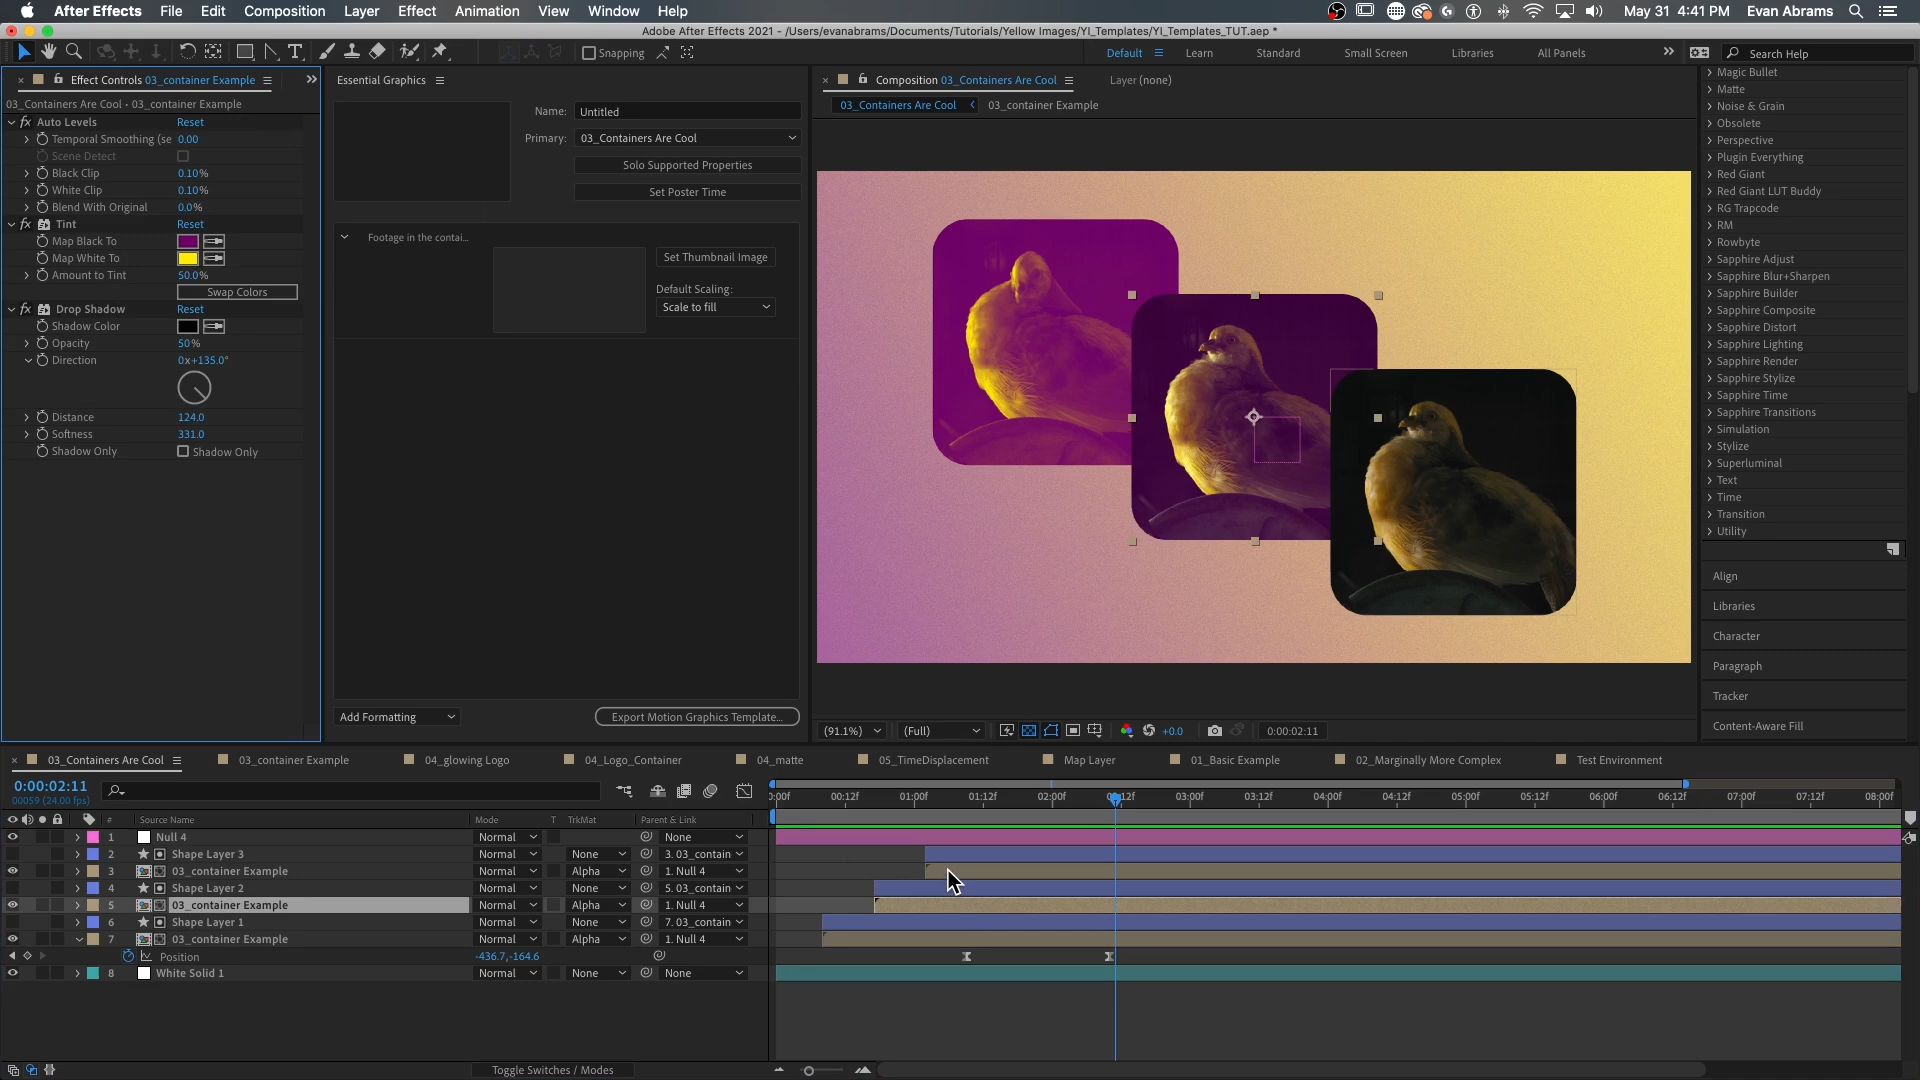 After Effects File Edit Composition Layer Effect Animation View Window Help May 31 4:41 PM Evan Abrams
Adobe After Effects 2021 - /Users/evanabrams/Documents/Tutorials/Yellow Images/YI_Templates/YI_Templates_TUT.aep *
Snapping Default Learn Standard Small Screen Libraries All Panels Search Help
Effect Controls 03_container Example
03_Containers Are Cool • 03_container Example
fx Auto Levels Reset
Temporal Smoothing (se 0.00
Scene Detect
Black Clip 0.10%
White Clip 0.10%
Blend With Original 0.0%
fx Tint Reset
Map Black To
Map White To
Amount to Tint 50.0%
Swap Colors
fx Drop Shadow Reset
Shadow Color
Opacity 50%
Direction 0x+135.0°
Distance 124.0
Softness 331.0
Shadow Only Shadow Only
Essential Graphics
Name: Untitled
Primary: 03_Containers Are Cool
Solo Supported Properties
Set Poster Time
Footage in the contai...
Set Thumbnail Image
Default Scaling:
Scale to fill
Add Formatting Export Motion Graphics Template...
Composition 03_Containers Are Cool Layer (none)
03_Containers Are Cool 03_container Example
(91.1%) (Full) +0.0 0:00:02:11
Magic Bullet
Matte
Noise & Grain
Obsolete
Perspective
Plugin Everything
Red Giant
Red Giant LUT Buddy
RG Trapcode
RM
Rowbyte
Sapphire Adjust
Sapphire Blur+Sharpen
Sapphire Builder
Sapphire Composite
Sapphire Distort
Sapphire Lighting
Sapphire Render
Sapphire Stylize
Sapphire Time
Sapphire Transitions
Simulation
Stylize
Superluminal
Text
Time
Transition
Utility
Align
Libraries
Character
Paragraph
Tracker
Content-Aware Fill
03_Containers Are Cool 03_container Example 04_glowing Logo 04_Logo_Container 04_matte 05_TimeDisplacement Map Layer 01_Basic Example 02_Marginally More Complex Test Environment
0:00:02:11
00059 (24.00 fps)
:00f 00:12f 01:00f 01:12f 02:00f 12f 03:00f 03:12f 04:00f 04:12f 05:00f 05:12f 06:00f 06:12f 07:00f 07:12f 08:00f
# Source Name Mode T TrkMat Parent & Link
1 Null 4 Normal None
2 Shape Layer 3 Normal None 3. 03_contain
3 03_container Example Normal Alpha 1. Null 4
4 Shape Layer 2 Normal None 5. 03_contain
5 03_container Example Normal Alpha 1. Null 4
6 Shape Layer 1 Normal None 7. 03_contain
7 03_container Example Normal Alpha 1. Null 4
Position -436.7,-164.6
8 White Solid 1 Normal None None
Toggle Switches / Modes